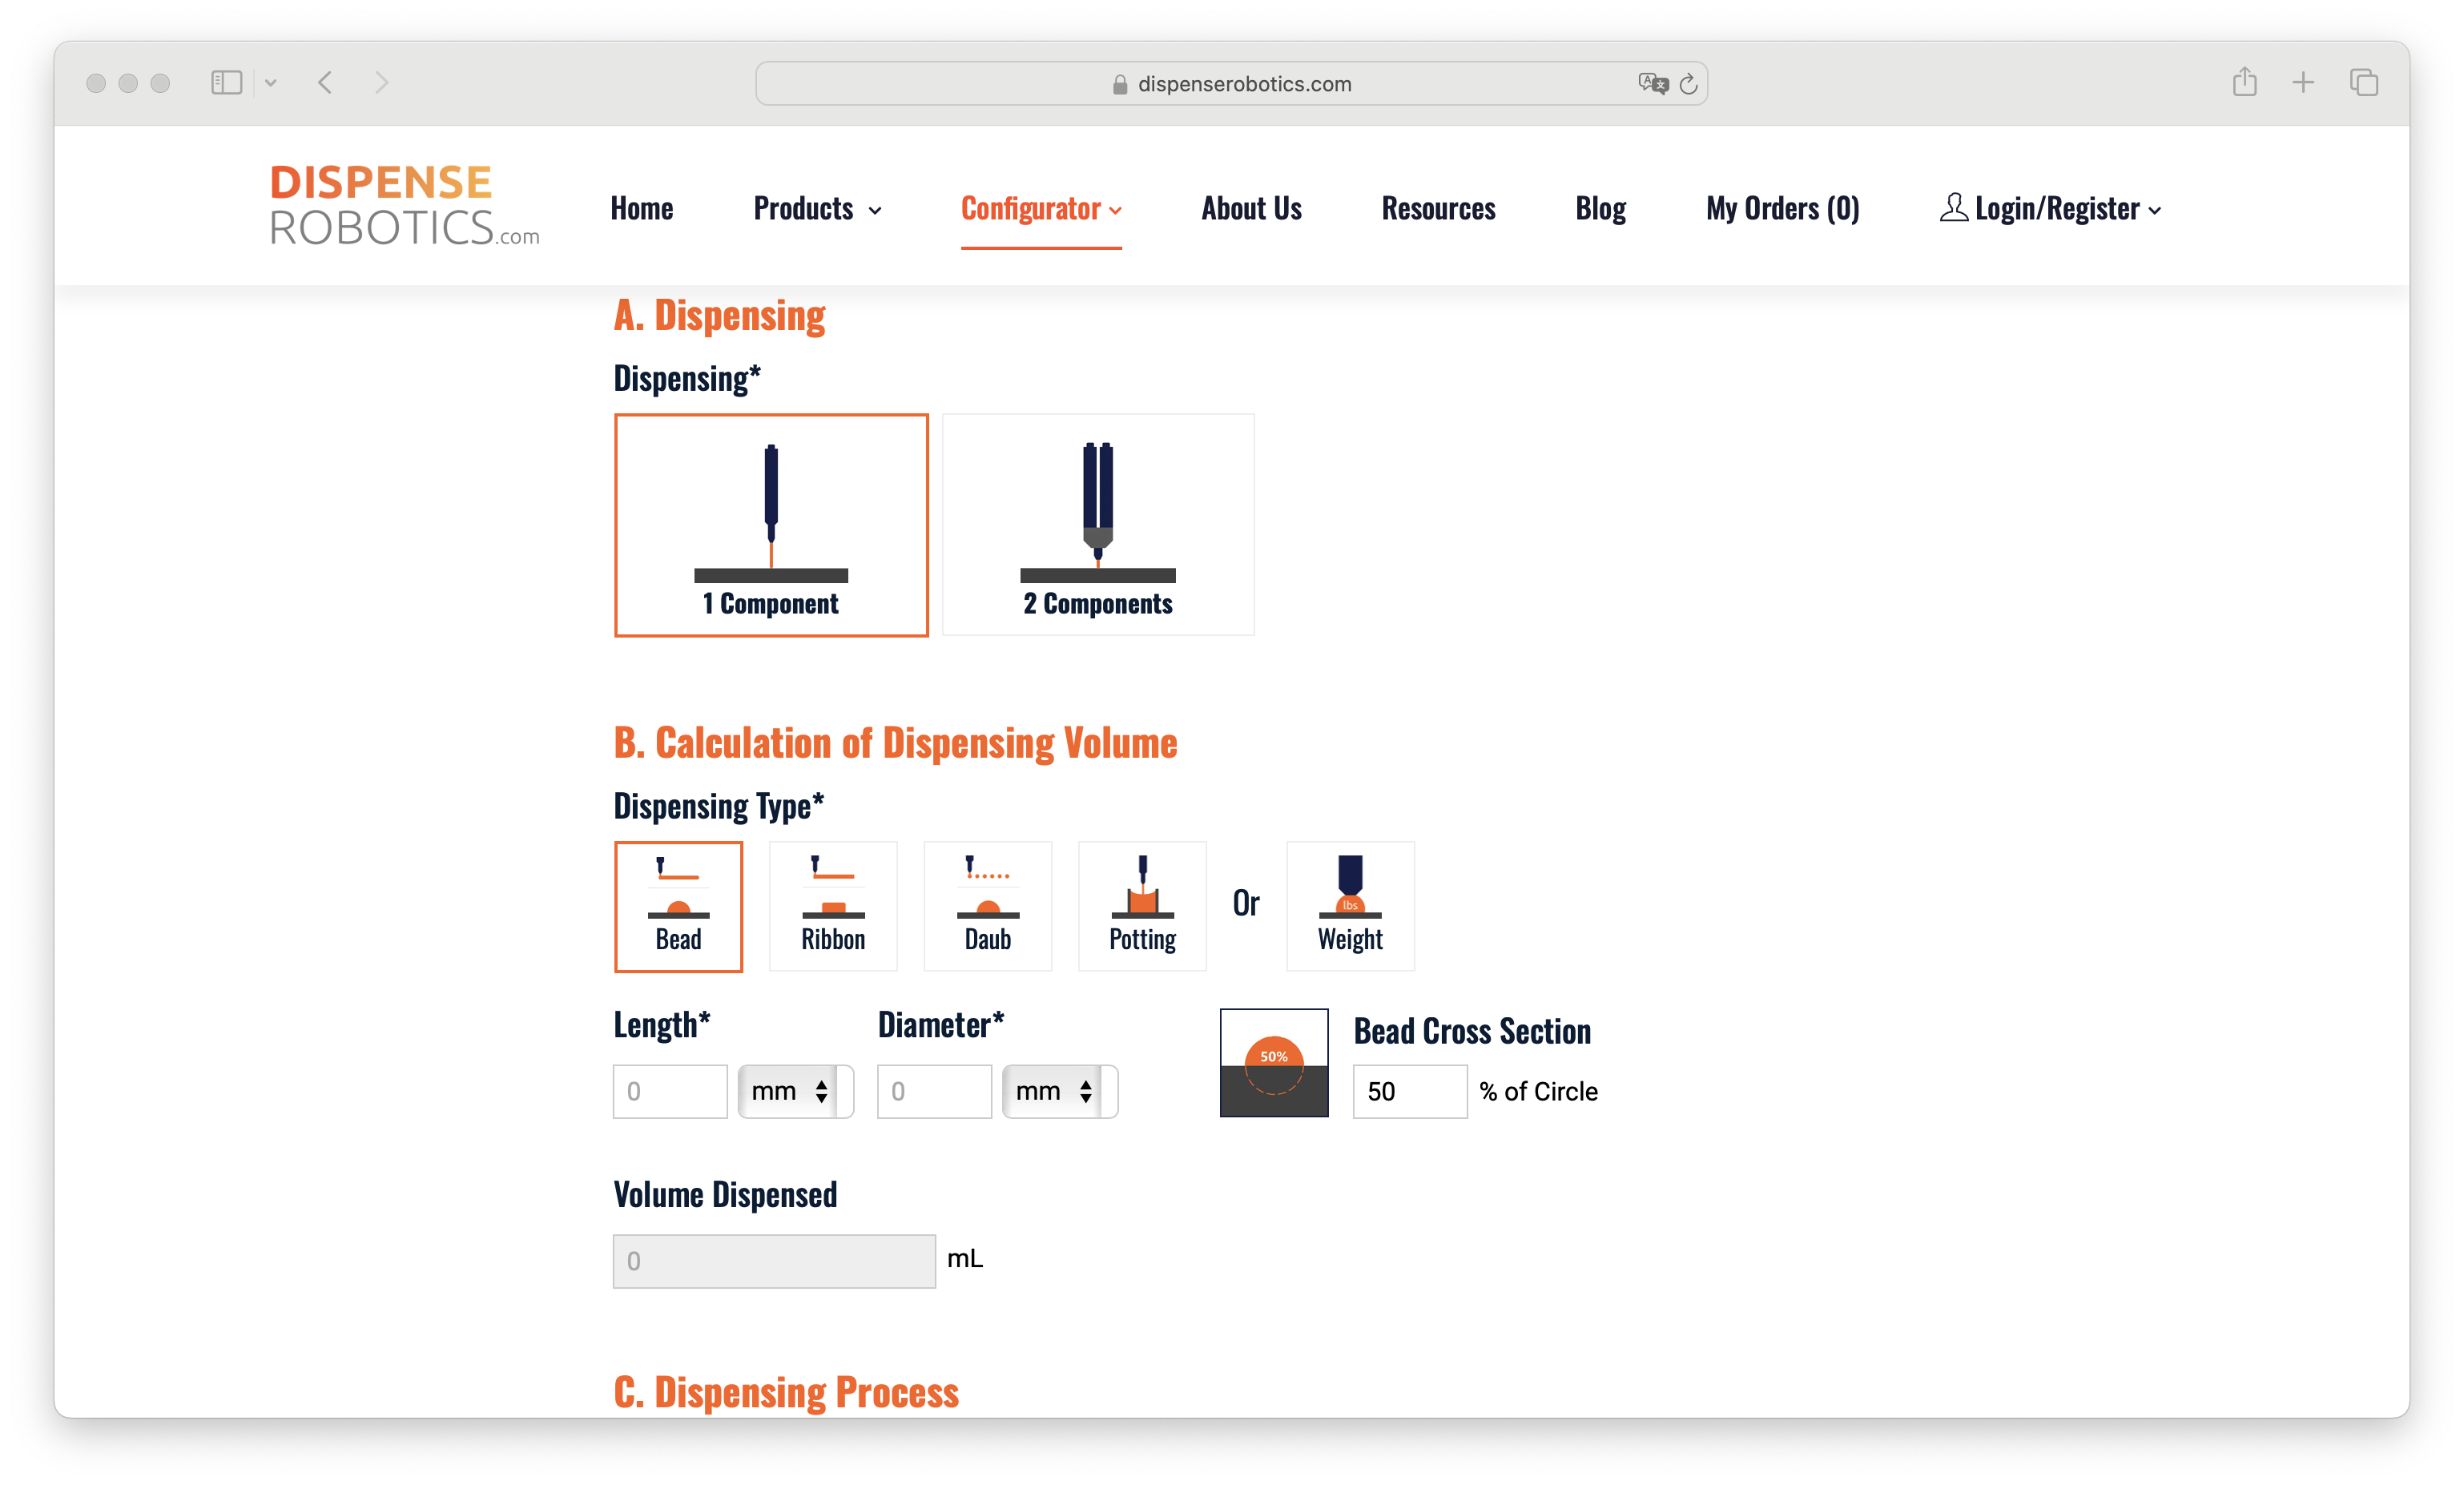 dispenserobotics.com
DISPENSE
ROBOTICS.com
Home Products Configurator About Us Resources Blog My Orders (0) Login/Register
A. Dispensing
Dispensing*
1 Component 2 Components
B. Calculation of Dispensing Volume
Dispensing Type*
lbs
Bead Ribbon Daub Potting Or Weight
Length* Diameter* Bead Cross Section
50%
0 mm 0 mm 50 % of Circle
Volume Dispensed
0 mL
C. Dispensing Process